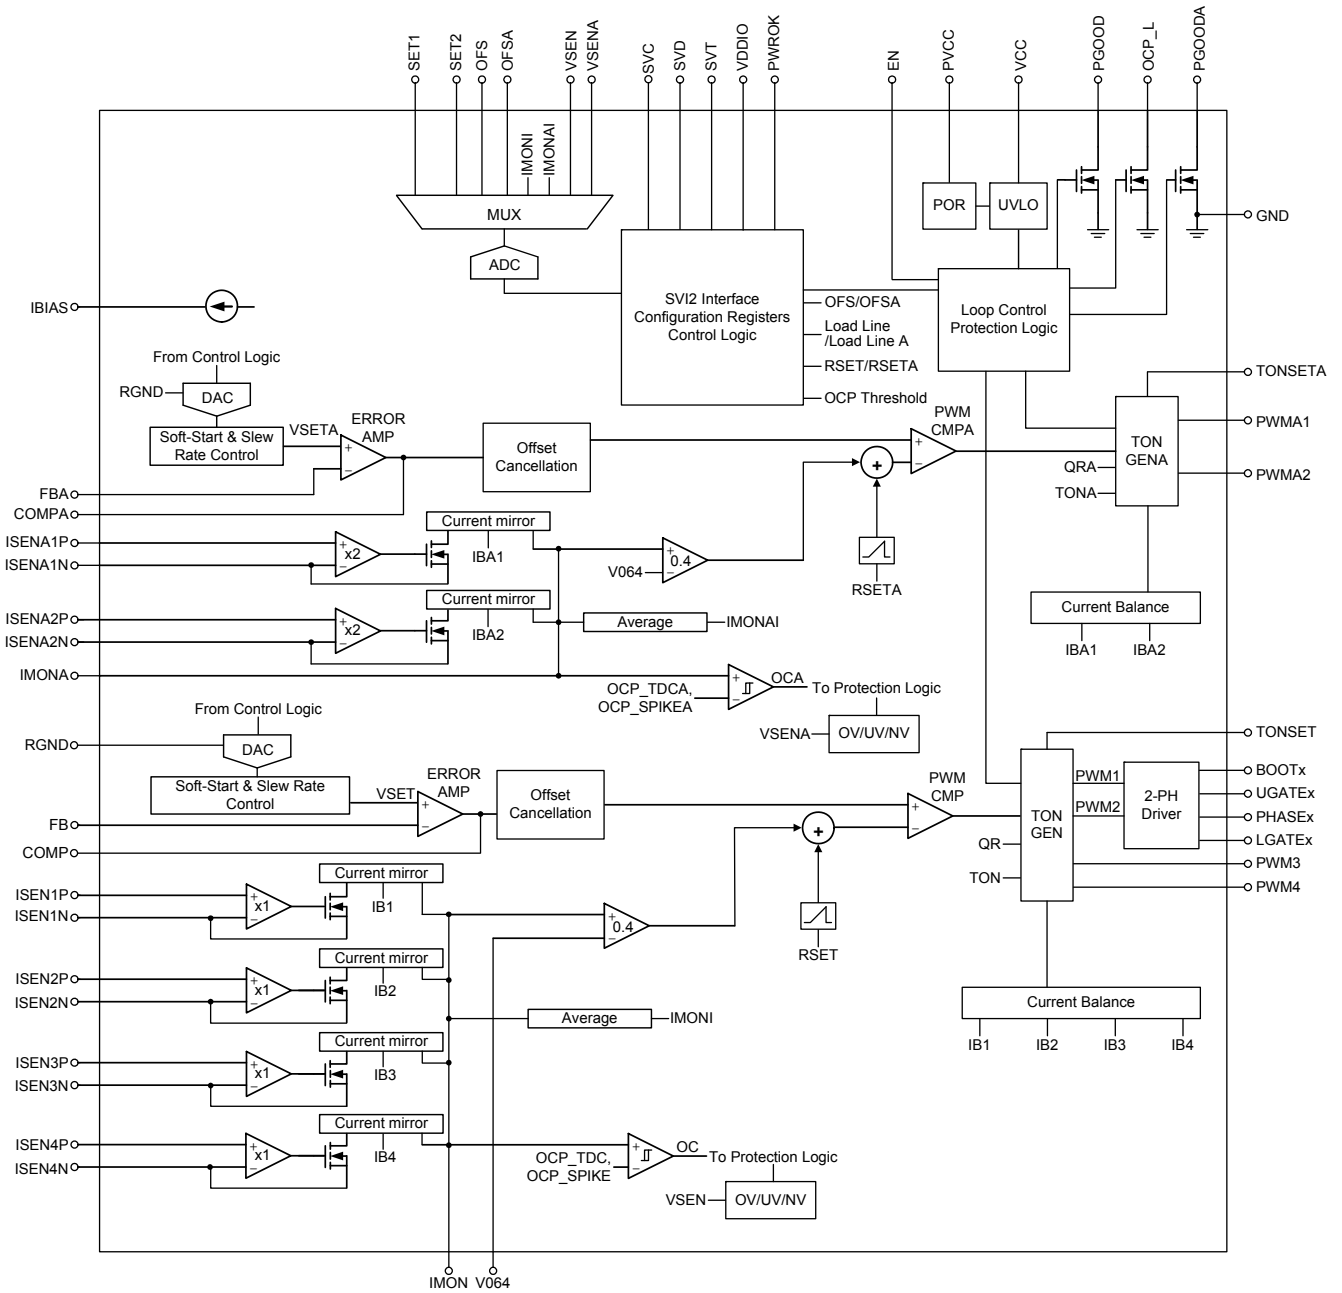 SET1
SET2
OFS
OFSA
VSEN
VSENA
SVC
SVD
SVT
VDDIO
PWROK
EN
PVCC
VCC
PGOOD
OCP_L
PGOODA
IMONI
IMONAI
MUX
ADC
POR
UVLO
GND
IBIAS
SVI2 Interface
Configuration Registers
Control Logic
OFS/OFSA
Load Line
/Load Line A
RSET/RSETA
OCP Threshold
Loop Control
Protection Logic
From Control Logic
RGND
DAC
Soft-Start & Slew
Rate Control
VSETA
ERROR
AMP
+
−
Offset
Cancellation
PWM
CMPA
+
−
+
TONSETA
PWMA1
PWMA2
TON
GENA
QRA
TONA
FBA
COMPA
ISENA1P
ISENA1N
+
−
x2
Current mirror
IBA1
V064
+
−
0.4
RSETA
ISENA2P
ISENA2N
+
−
x2
Current mirror
IBA2
Average
IMONAI
Current Balance
IBA1
IBA2
IMONA
OCP_TDCA,
OCP_SPIKEA
+
−
OCA
To Protection Logic
VSENA
OV/UV/NV
From Control Logic
RGND
DAC
Soft-Start & Slew Rate
Control
VSET
ERROR
AMP
+
−
Offset
Cancellation
PWM
CMP
+
−
+
FB
COMP
TONSET
BOOTx
UGATEx
PHASEx
LGATEx
PWM3
PWM4
PWM1
PWM2
2-PH
Driver
TON
GEN
QR
TON
ISEN1P
ISEN1N
+
−
x1
Current mirror
IB1
+
−
0.4
RSET
ISEN2P
ISEN2N
+
−
x1
Current mirror
IB2
Average
IMONI
Current Balance
IB1
IB2
IB3
IB4
ISEN3P
ISEN3N
+
−
x1
Current mirror
IB3
ISEN4P
ISEN4N
+
−
x1
Current mirror
IB4
OCP_TDC,
OCP_SPIKE
+
−
OC
To Protection Logic
VSEN
OV/UV/NV
IMON
V064